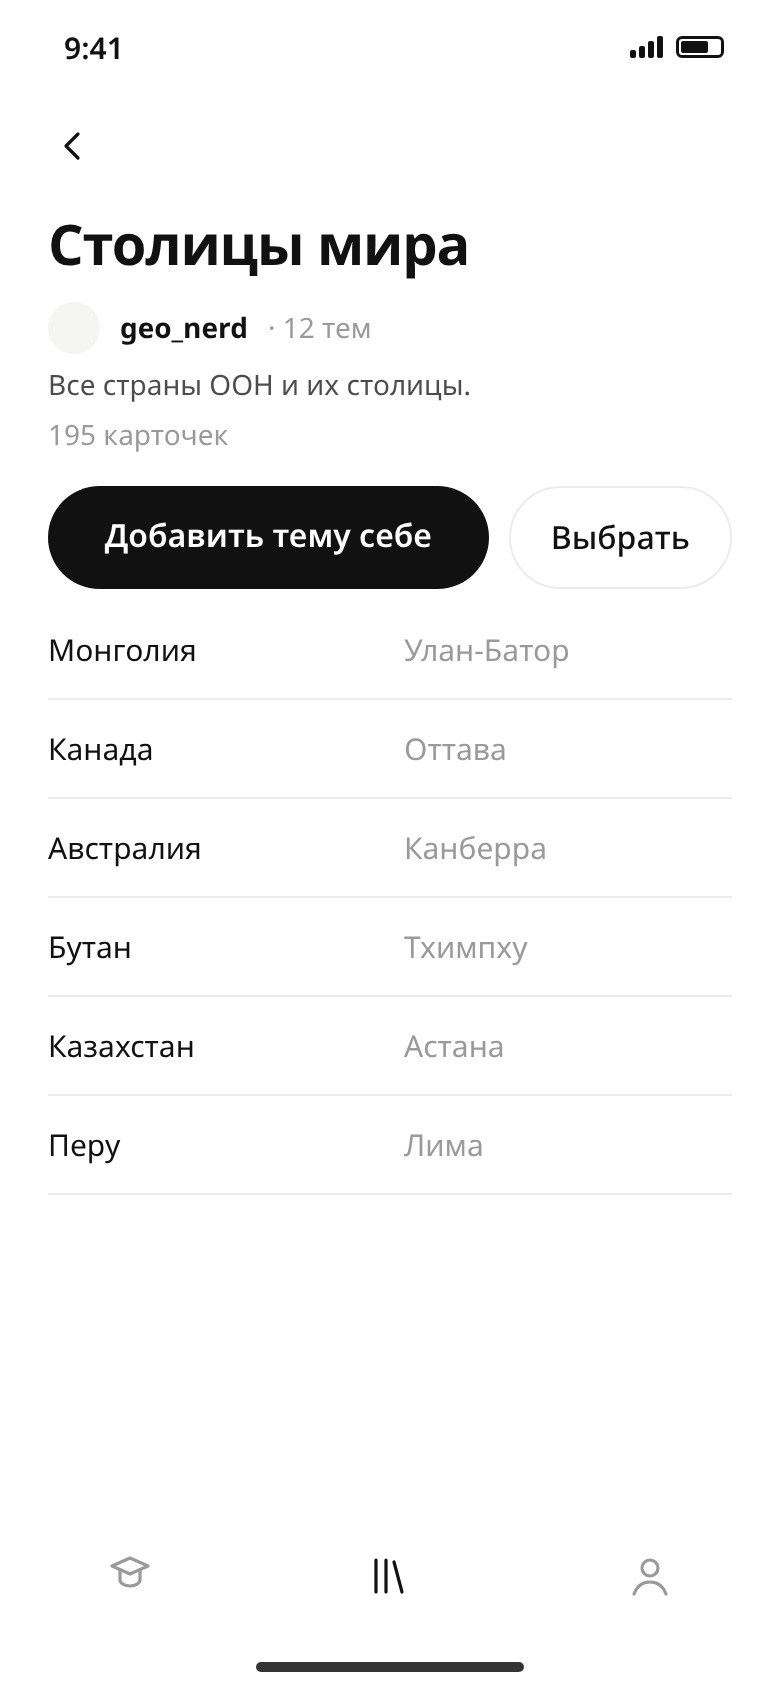 9:41
Столицы мира
geo_nerd · 12 тем
Все страны ООН и их столицы.
195 карточек
Добавить тему себе Выбрать
Монголия Улан-Батор
Канада Оттава
Австралия Канберра
Бутан Тхимпху
Казахстан Астана
Перу Лима